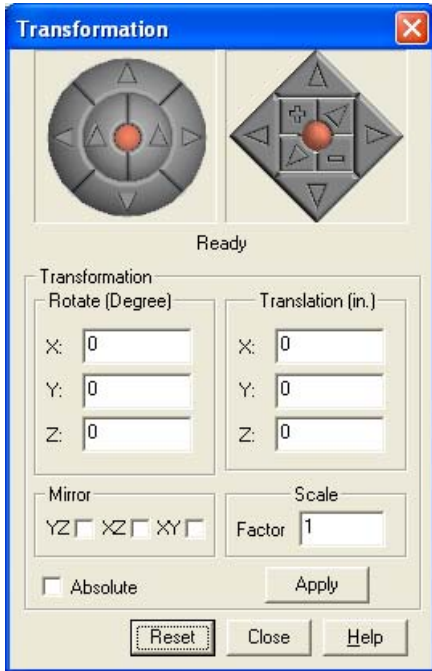 Transformation
Ready
Transformation
Rotate (Degree) Translation (in.)
X: 0 X: 0
Y: 0 Y: 0
Z: 0 Z: 0
Mirror Scale
YZ XZ XY Factor 1
Absolute Apply
Reset Close Help